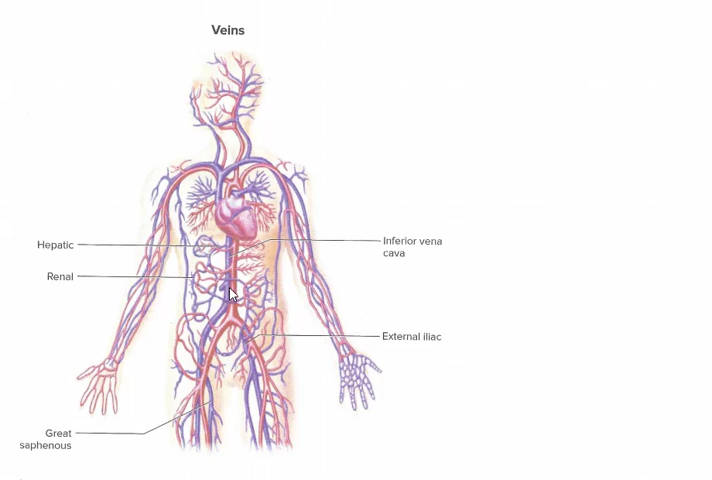 Veins
Hepatic
Inferior vena
cava
Renal
External iliac
Great
saphenous